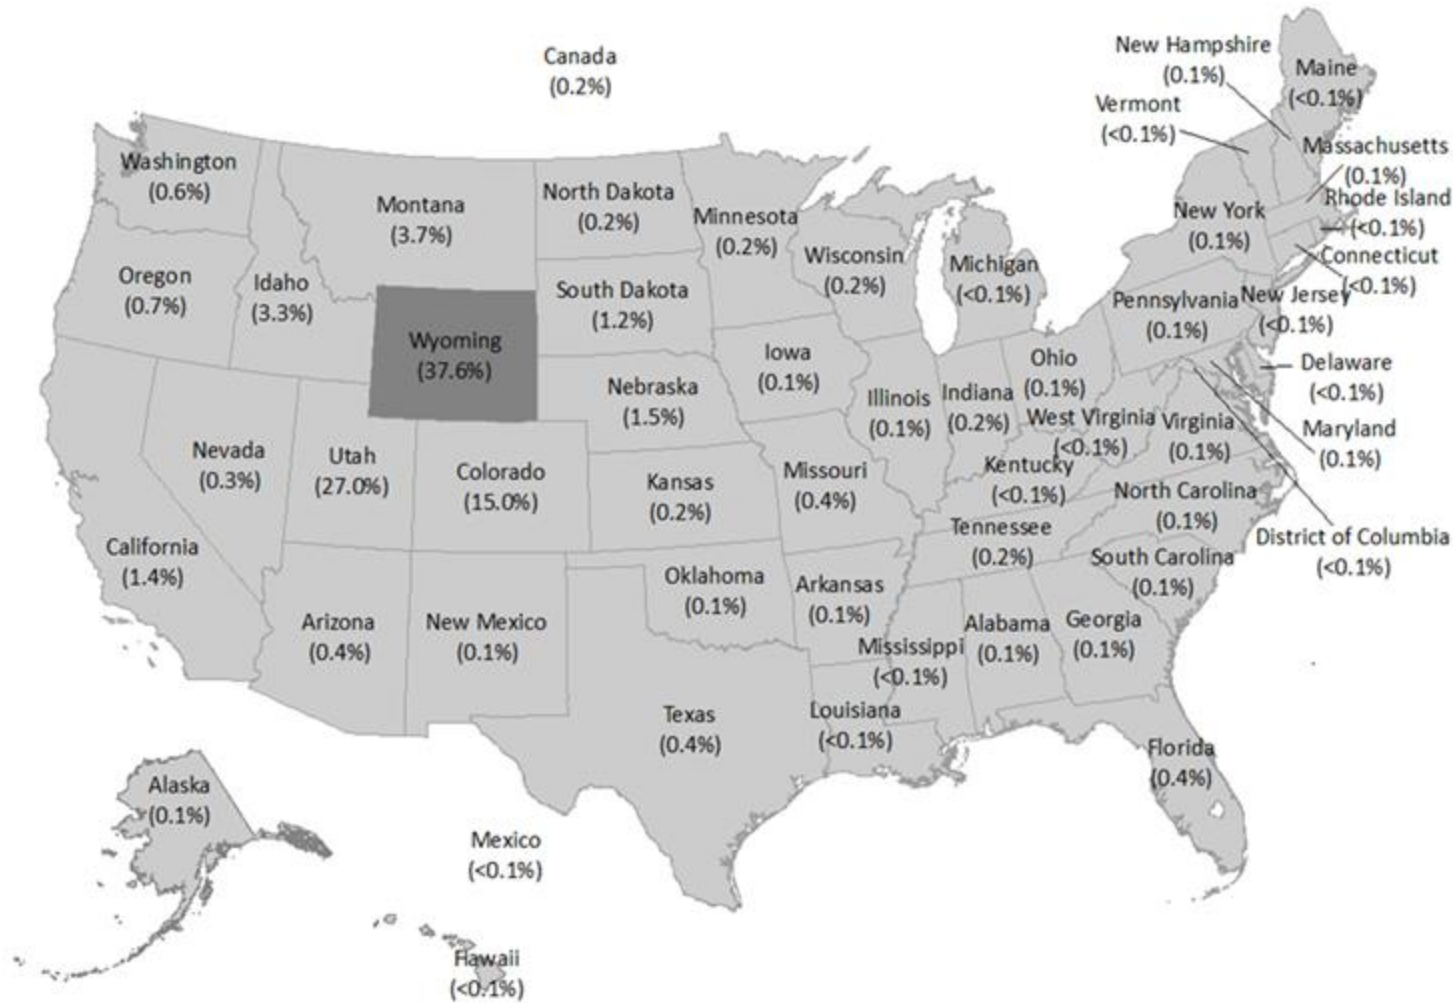 Canada
(0.2%)
New Hampshire
(0.1%)
Maine
(<0.1%)
Vermont
(<0.1%)
Massachusetts
(0.1%)
Rhode Island
(<0.1%)
Connecticut
(<0.1%)
Washington
(0.6%)
Montana
(3.7%)
North Dakota
(0.2%)
Minnesota
(0.2%)
Wisconsin
(0.2%)
Michigan
(<0.1%)
New York
(0.1%)
Oregon
(0.7%)
Idaho
(3.3%)
South Dakota
(1.2%)
Pennsylvania
(0.1%)
New Jersey
(<0.1%)
Wyoming
(37.6%)
Iowa
(0.1%)
Ohio
(0.1%)
Delaware
(<0.1%)
Nebraska
(1.5%)
Illinois
(0.1%)
Indiana
(0.2%)
West Virginia
(<0.1%)
Virginia
(0.1%)
Maryland
(0.1%)
Nevada
(0.3%)
Utah
(27.0%)
Colorado
(15.0%)
Kansas
(0.2%)
Missouri
(0.4%)
Kentucky
(<0.1%)
North Carolina
(0.1%)
District of Columbia
(<0.1%)
California
(1.4%)
Tennessee
(0.2%)
South Carolina
(0.1%)
Arizona
(0.4%)
New Mexico
(0.1%)
Oklahoma
(0.1%)
Arkansas
(0.1%)
Mississippi
(<0.1%)
Alabama
(0.1%)
Georgia
(0.1%)
Texas
(0.4%)
Louisiana
(<0.1%)
Florida
(0.4%)
Alaska
(0.1%)
Mexico
(<0.1%)
Hawaii
(<0.1%)